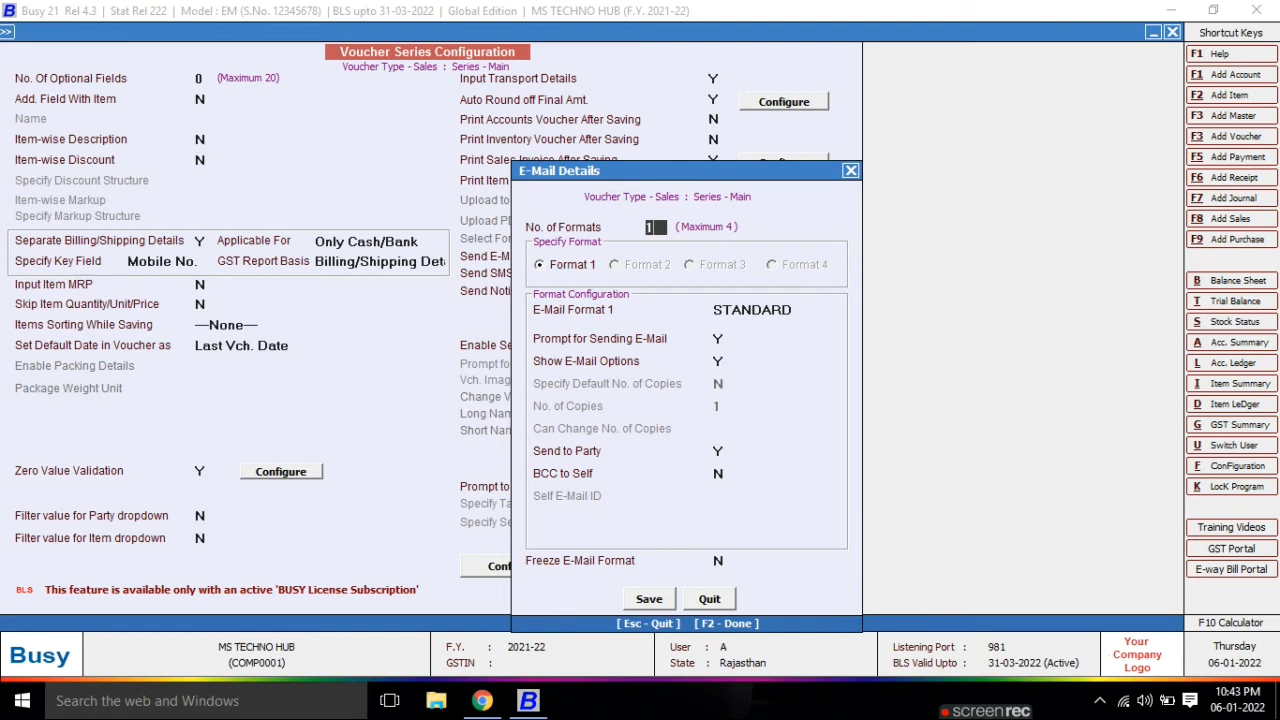 Busy 21 Rel 4.3 | Stat Rel 222 | Model : EM (S.No. 12345678) | BLS upto 31-03-2022 | Global Edition | MS TECHNO HUB (F.Y. 2021-22)
>>
Voucher Series Configuration
Voucher Type - Sales : Series - Main
No. Of Optional Fields 0 (Maximum 20)
Add. Field With Item N
Name
Item-wise Description N
Item-wise Discount N
Specify Discount Structure
Item-wise Markup
Specify Markup Structure
Separate Billing/Shipping Details Y Applicable For Only Cash/Bank
Specify Key Field Mobile No. GST Report Basis Billing/Shipping Det
Input Item MRP N
Skip Item Quantity/Unit/Price N
Items Sorting While Saving ---None---
Set Default Date in Voucher as Last Vch. Date
Enable Packing Details
Package Weight Unit
Zero Value Validation Y Configure
Filter value for Party dropdown N
Filter value for Item dropdown N
BLS This feature is available only with an active 'BUSY License Subscription'
Input Transport Details Y
Auto Round off Final Amt. Y Configure
Print Accounts Voucher After Saving N
Print Inventory Voucher After Saving N
Print Sales Invoice After Saving Y
Print Item
Upload to
Upload P
Select For
Send E-M
Send SMS
Send Noti
Enable Se
Prompt fo
Vch. Imag
Change V
Long Nam
Short Nam
Prompt to
Specify Ta
Specify Se
Conf
E-Mail Details
Voucher Type - Sales : Series - Main
No. of Formats 1 (Maximum 4)
Specify Format
Format 1 Format 2 Format 3 Format 4
Format Configuration
E-Mail Format 1 STANDARD
Prompt for Sending E-Mail Y
Show E-Mail Options Y
Specify Default No. of Copies N
No. of Copies 1
Can Change No. of Copies
Send to Party Y
BCC to Self N
Self E-Mail ID
Freeze E-Mail Format N
Save Quit
[ Esc - Quit ] [ F2 - Done ]
Shortcut Keys
F1 Help
F1 Add Account
F2 Add Item
F3 Add Master
F3 Add Voucher
F5 Add Payment
F6 Add Receipt
F7 Add Journal
F8 Add Sales
F9 Add Purchase
B Balance Sheet
T Trial Balance
S Stock Status
A Acc. Summary
L Acc. Ledger
I Item Summary
D Item LeDger
G GST Summary
U Switch User
F ConFiguration
K LocK Program
Training Videos
GST Portal
E-way Bill Portal
F10 Calculator
Busy
MS TECHNO HUB
(COMP0001)
F.Y. : 2021-22
GSTIN :
User : A
State : Rajasthan
Listening Port : 981
BLS Valid Upto : 31-03-2022 (Active)
Your
Company
Logo
Thursday
06-01-2022
Search the web and Windows
10:43 PM
06-01-2022
screenrec